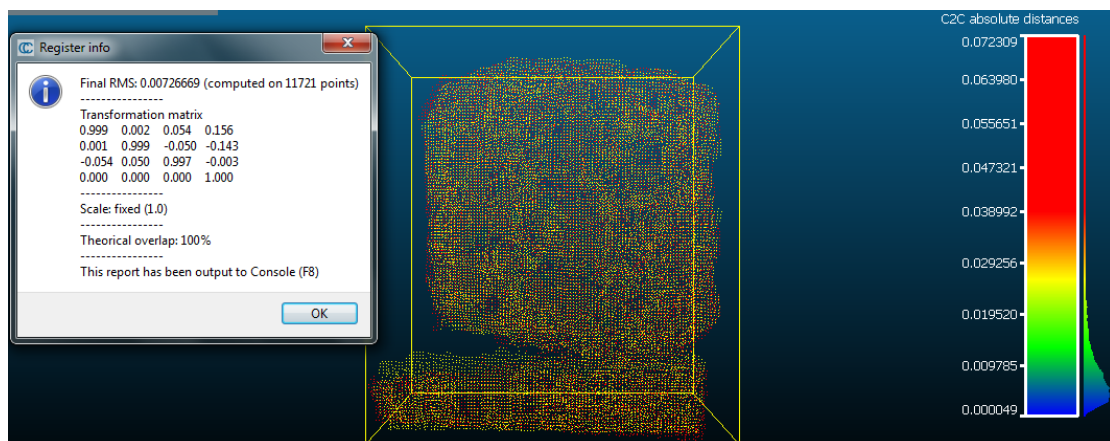 Register info
Final RMS: 0.00726669 (computed on 11721 points)
----------------
Transformation matrix
0.999 0.002 0.054 0.156
0.001 0.999 -0.050 -0.143
-0.054 0.050 0.997 -0.003
0.000 0.000 0.000 1.000
----------------
Scale: fixed (1.0)
----------------
Theorical overlap: 100%
----------------
This report has been output to Console (F8)
OK
C2C absolute distances
0.072309
0.063980
0.055651
0.047321
0.038992
0.029256
0.019520
0.009785
0.000049